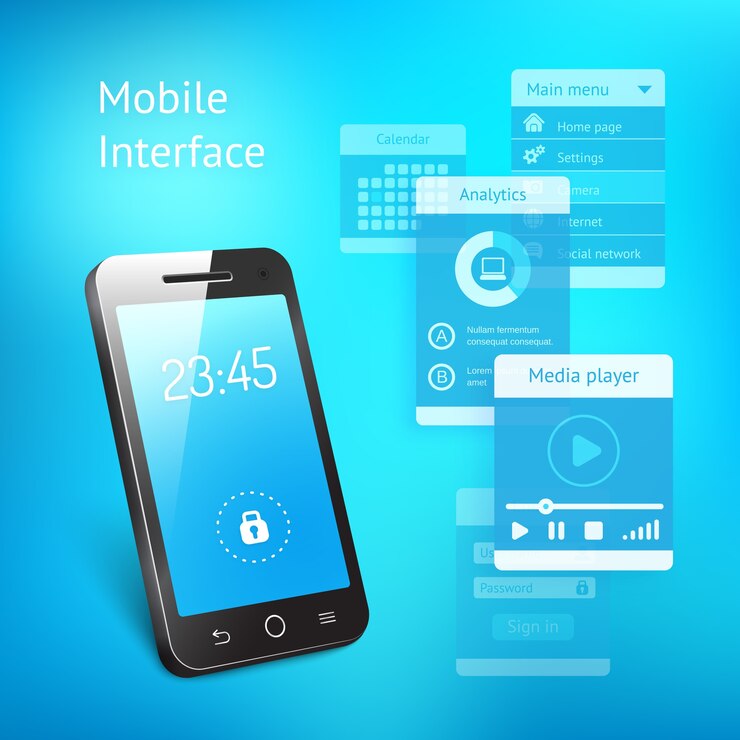 Mobile
Interface
23:45
Calendar
Main menu
Home page
Settings
Camera
Internet
Social network
Analytics
A
Nullam fermentum
consequat consequat.
B
Lorem
amet
Media player
Password
Sign in